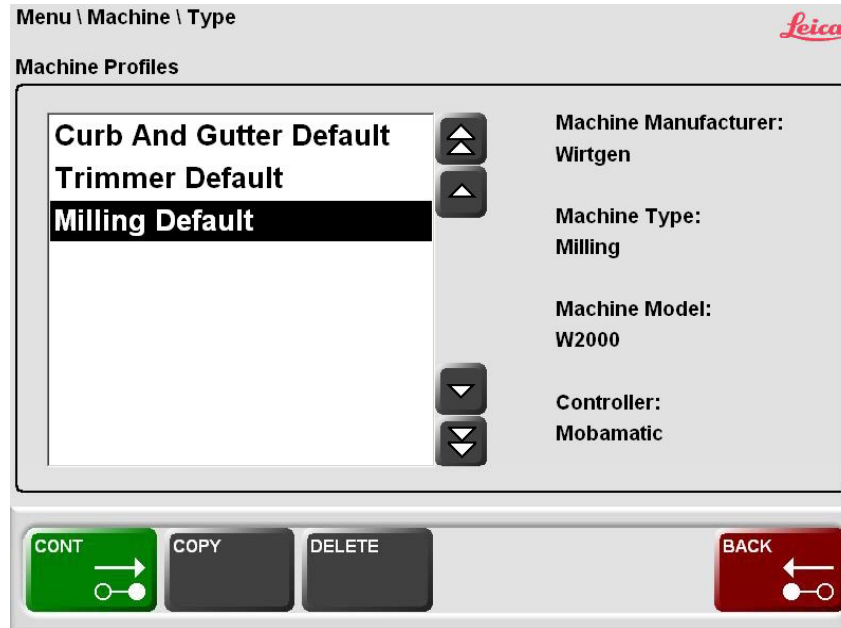 Menu \ Machine \ Type
Leica
Machine Profiles
Curb And Gutter Default
Trimmer Default
Milling Default
Machine Manufacturer:
Wirtgen
Machine Type:
Milling
Machine Model:
W2000
Controller:
Mobamatic
CONT
COPY
DELETE
BACK